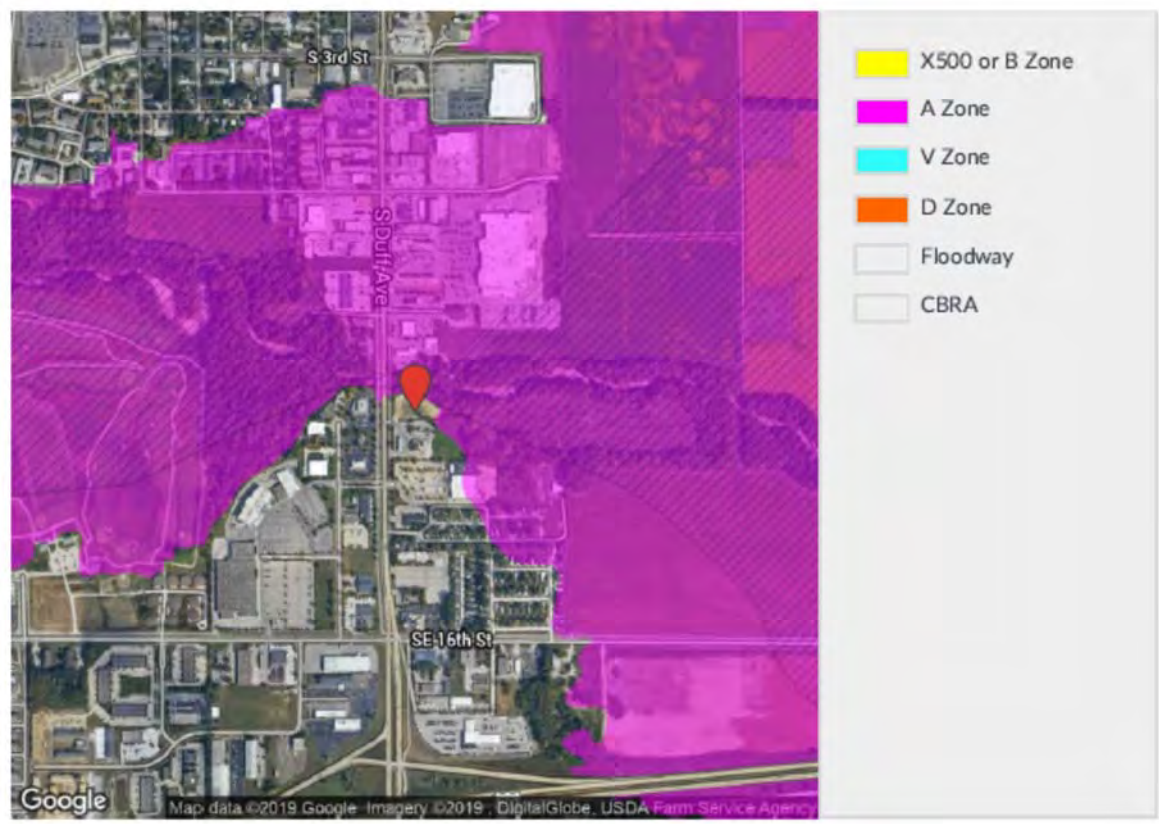 S 3rd St
S Duff Ave
SE 16th St
Google
Map data ©2019 Google Imagery ©2019 , DigitalGlobe, USDA Farm Service Agency
X500 or B Zone
A Zone
V Zone
D Zone
Floodway
CBRA